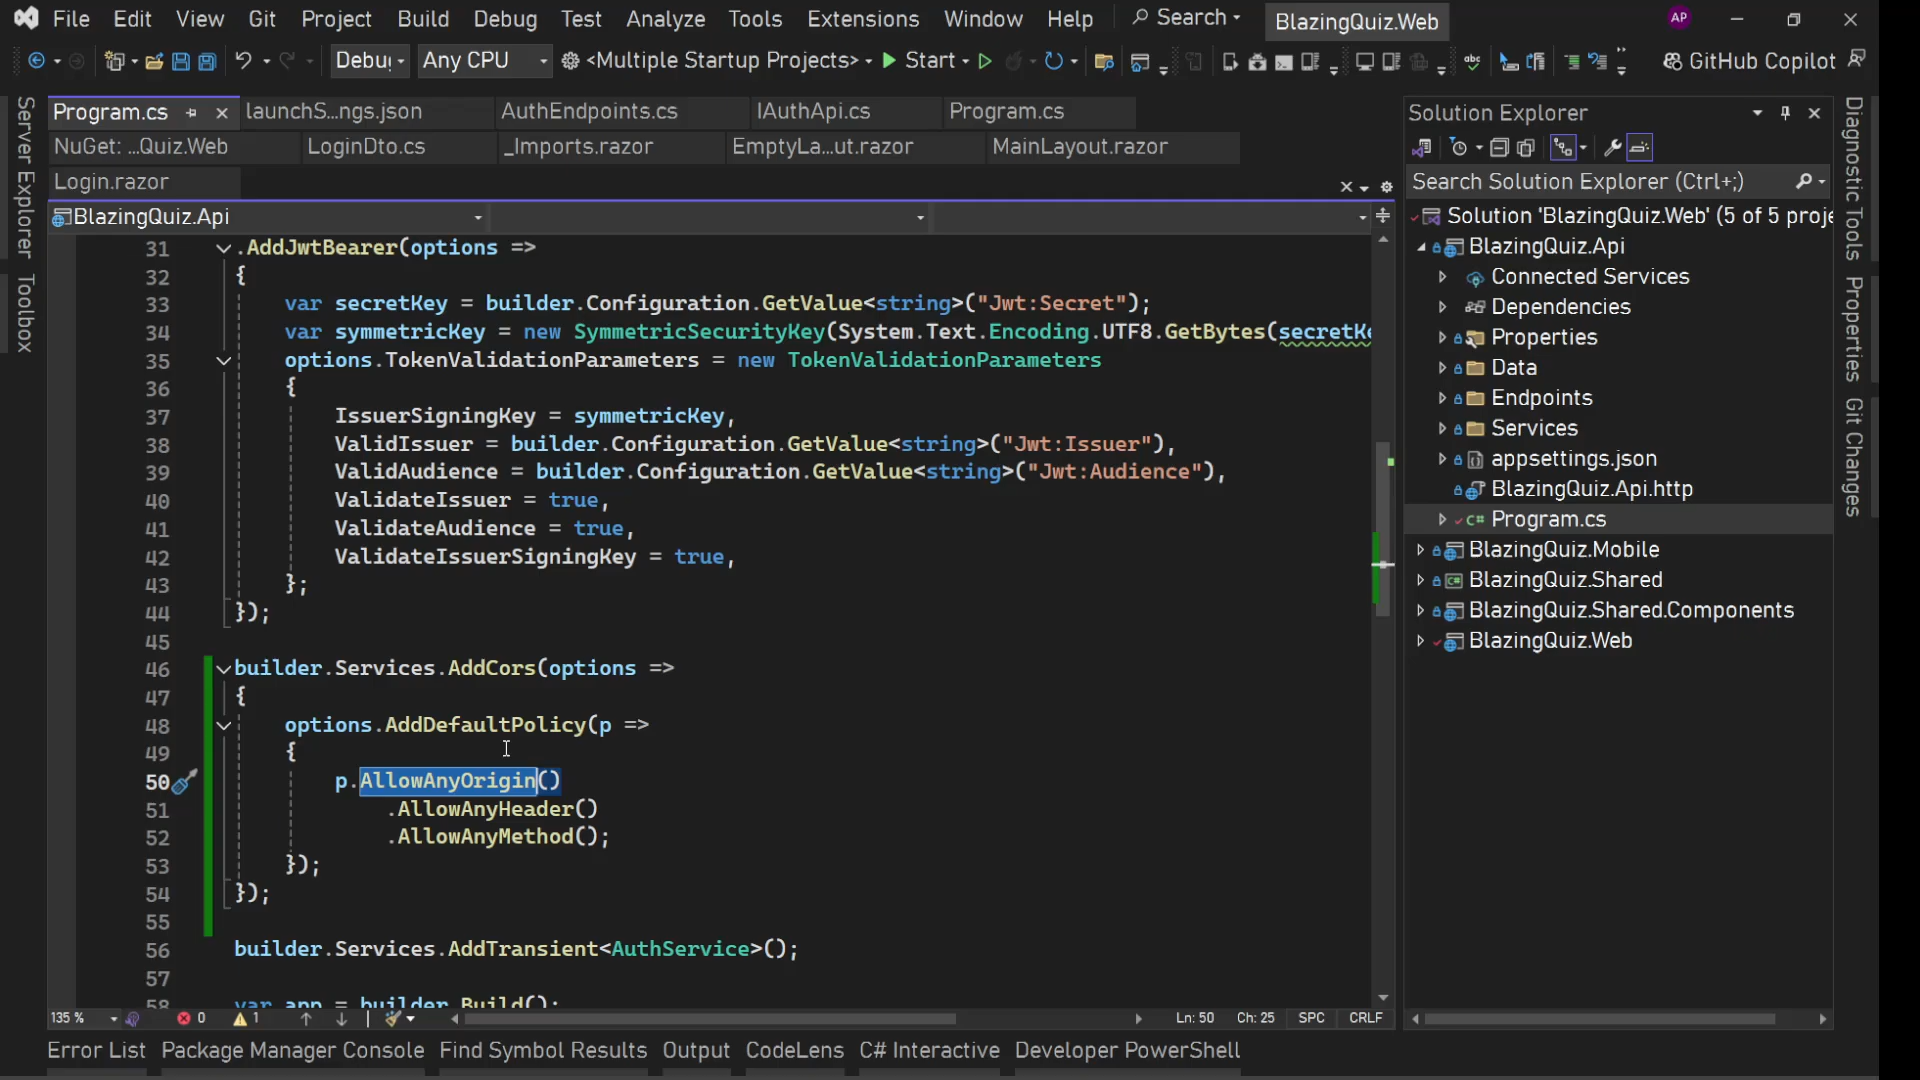 File Edit View Git Project Build Debug Test Analyze Tools Extensions Window Help Search BlazingQuiz.Web AP
Debug Any CPU <Multiple Startup Projects> Start GitHub Copilot
Program.cs launchS...ngs.json AuthEndpoints.cs IAuthApi.cs Program.cs
NuGet: ...Quiz.Web LoginDto.cs _Imports.razor EmptyLa...ut.razor MainLayout.razor
Login.razor
BlazingQuiz.Api
31 .AddJwtBearer(options =>
32 {
33 var secretKey = builder.Configuration.GetValue<string>("Jwt:Secret");
34 var symmetricKey = new SymmetricSecurityKey(System.Text.Encoding.UTF8.GetBytes(secretKe
35 options.TokenValidationParameters = new TokenValidationParameters
36 {
37 IssuerSigningKey = symmetricKey,
38 ValidIssuer = builder.Configuration.GetValue<string>("Jwt:Issuer"),
39 ValidAudience = builder.Configuration.GetValue<string>("Jwt:Audience"),
40 ValidateIssuer = true,
41 ValidateAudience = true,
42 ValidateIssuerSigningKey = true,
43 };
44 });
45
46 builder.Services.AddCors(options =>
47 {
48 options.AddDefaultPolicy(p =>
49 {
50 p.AllowAnyOrigin()
51 .AllowAnyHeader()
52 .AllowAnyMethod();
53 });
54 });
55
56 builder.Services.AddTransient<AuthService>();
57
58 var app = builder.Build();
135 % 0 1 Ln: 50 Ch: 25 SPC CRLF
Error List Package Manager Console Find Symbol Results Output CodeLens C# Interactive Developer PowerShell
Server Explorer
Toolbox
Solution Explorer
Search Solution Explorer (Ctrl+;)
Solution 'BlazingQuiz.Web' (5 of 5 proje
BlazingQuiz.Api
Connected Services
Dependencies
Properties
Data
Endpoints
Services
appsettings.json
BlazingQuiz.Api.http
C# Program.cs
BlazingQuiz.Mobile
BlazingQuiz.Shared
BlazingQuiz.Shared.Components
BlazingQuiz.Web
Diagnostic Tools
Properties
Git Changes